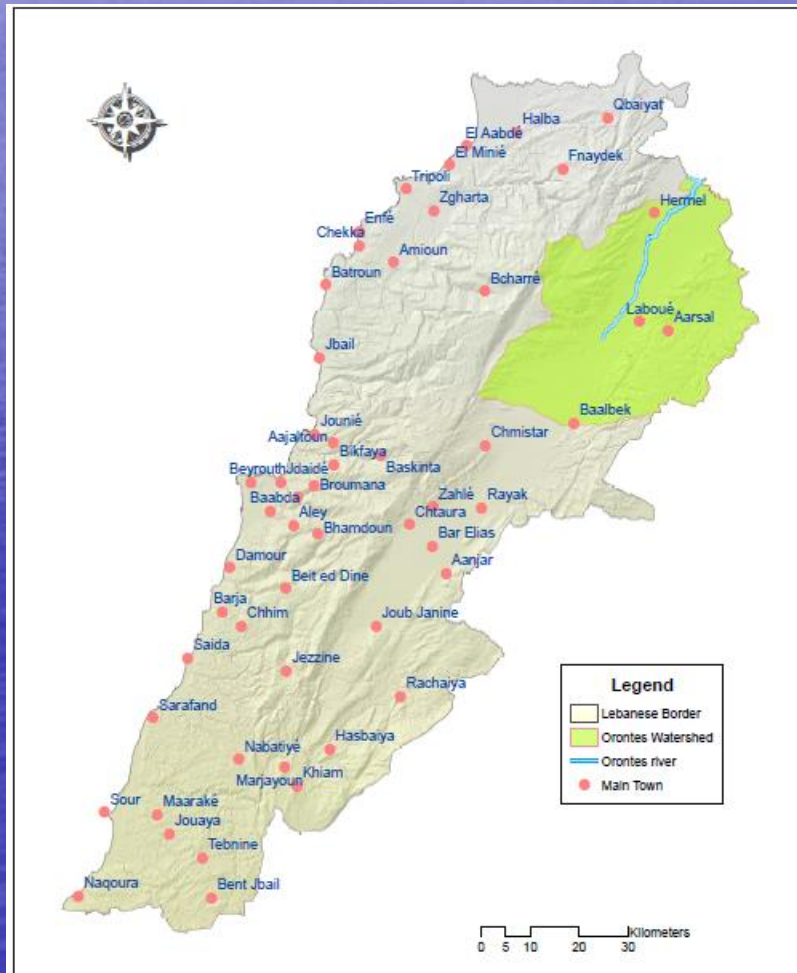 Qbaiyat
Halba
El Aabdé
El Minié
Fnaydek
Tripoli
Zgharta
Hermel
Enfé
Chekka
Amioun
Batroun
Bcharré
Laboué
Aarsal
Jbail
Baalbek
Jounié
Aajaltoun
Chmistar
Bikfaya
Baskinta
Beyrouth
Jdaidé
Broumana
Zahlé
Rayak
Baabda
Aley
Chtaura
Bhamdoun
Bar Elias
Damour
Aanjar
Beit ed Dine
Barja
Chhim
Joub Janine
Saida
Jezzine
Rachaiya
Sarafand
Hasbaiya
Nabatiyé
Khiam
Marjayoun
Sour
Maaraké
Jouaya
Tebnine
Naqoura
Bent Jbail
Legend
Lebanese Border
Orontes Watershed
Orontes river
Main Town
Kilometers
0 5 10 20 30